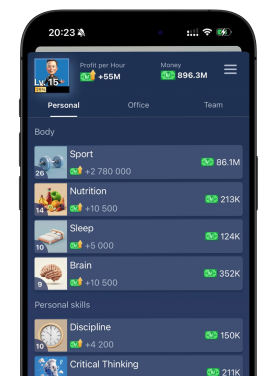 20:23
Profit per Hour
+55M
Money
896.3M
Lv. 15
Personal
Office
Team
Body
Sport
26
+2 780 000
86.1M
Nutrition
14
+10 500
213K
Sleep
10
+5 000
124K
Brain
9
+10 500
352K
Personal skills
Discipline
10
+4 200
150K
Critical Thinking
211K